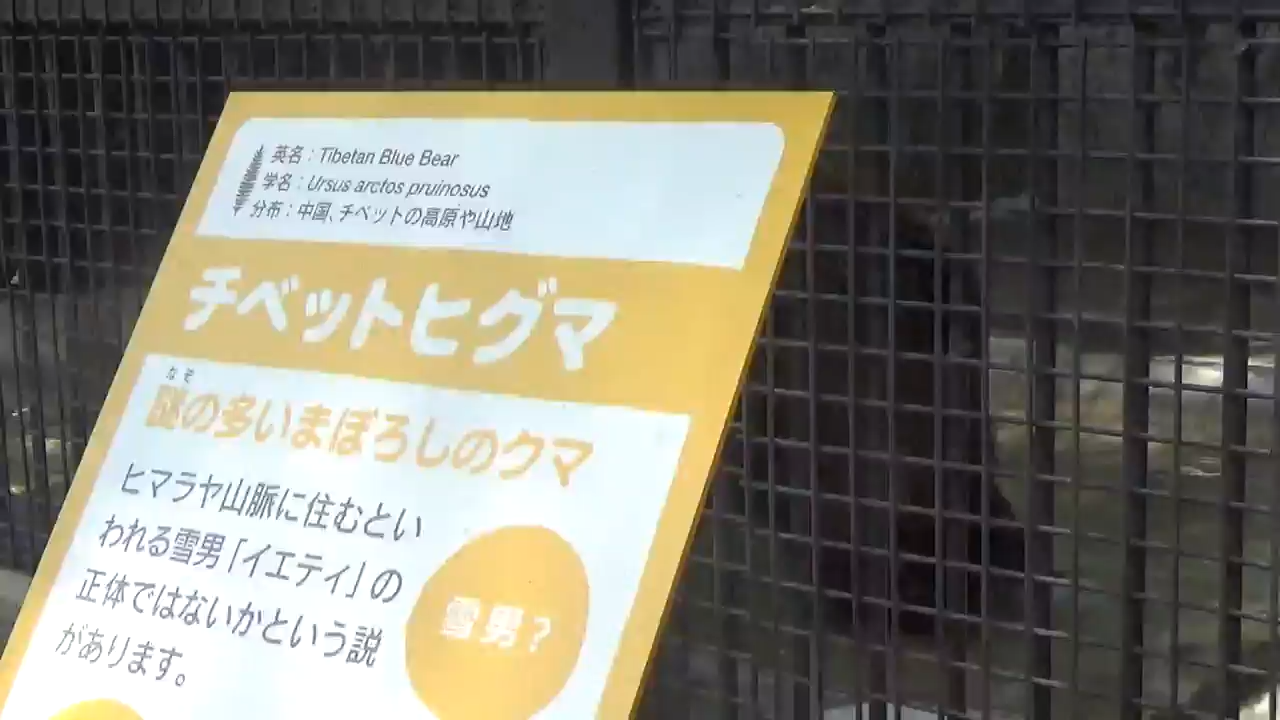 英名：Tibetan Blue Bear
学名：Ursus arctos pruinosus
分布：中国、チベットの高原や山地
チベットヒグマ
なぞ
謎の多いまぼろしのクマ
ヒマラヤ山脈に住むとい
われる雪男「イエティ」の
正体ではないかという説
があります。
雪男？